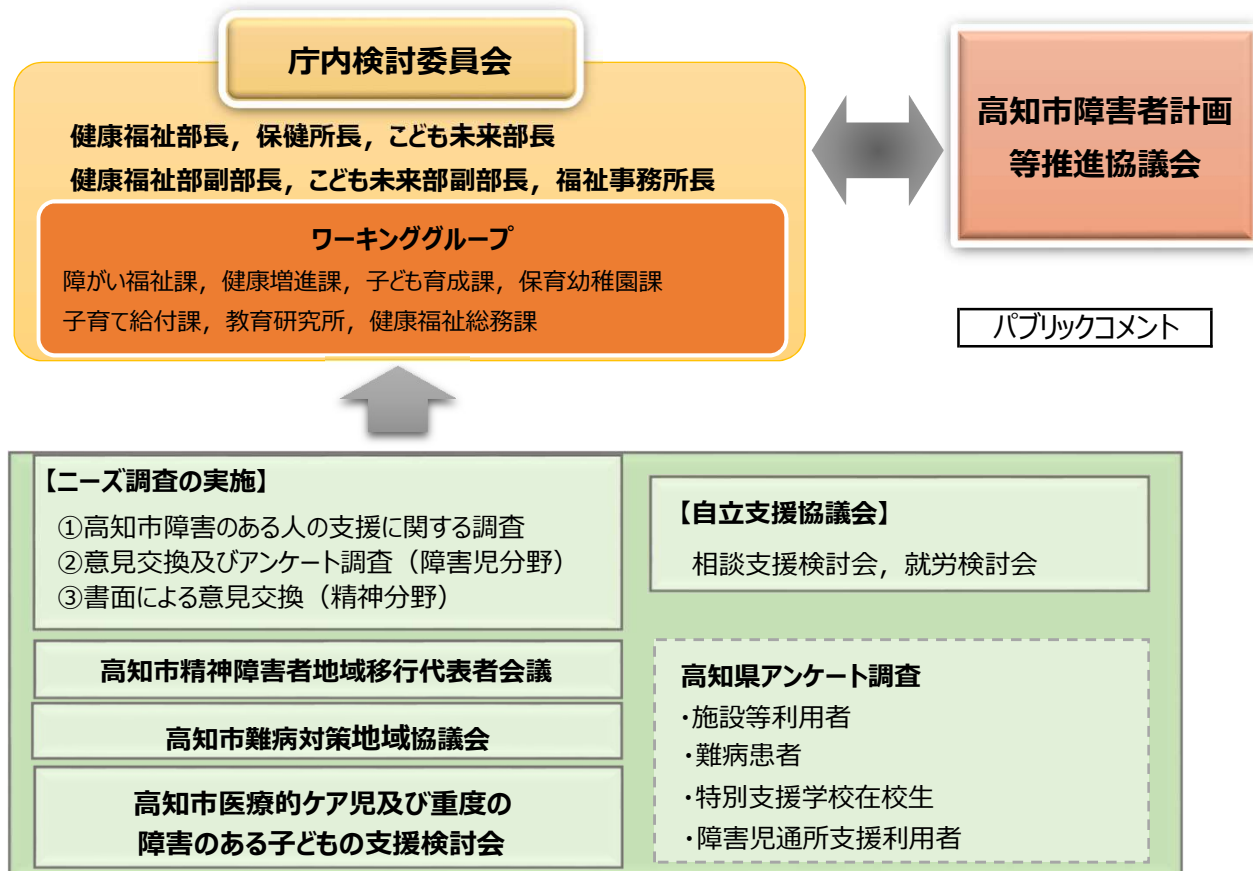 庁内検討委員会
健康福祉部長，保健所長，こども未来部長
健康福祉部副部長，こども未来部副部長，福祉事務所長
ワーキンググループ
障がい福祉課，健康増進課，子ども育成課，保育幼稚園課
子育て給付課，教育研究所，健康福祉総務課
高知市障害者計画
等推進協議会
パブリックコメント
【ニーズ調査の実施】
①高知市障害のある人の支援に関する調査
②意見交換及びアンケート調査（障害児分野）
③書面による意見交換（精神分野）
高知市精神障害者地域移行代表者会議
高知市難病対策地域協議会
高知市医療的ケア児及び重度の
障害のある子どもの支援検討会
【自立支援協議会】
相談支援検討会，就労検討会
高知県アンケート調査
・施設等利用者
・難病患者
・特別支援学校在校生
・障害児通所支援利用者